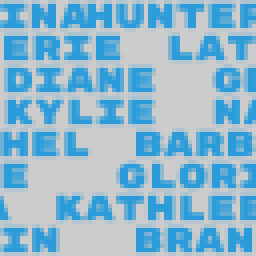 INAHUNTER
ERIE LAT
DIANE G
KYLIE NA
HEL BARB
E GLORI
A KATHLEE
IN BRAN